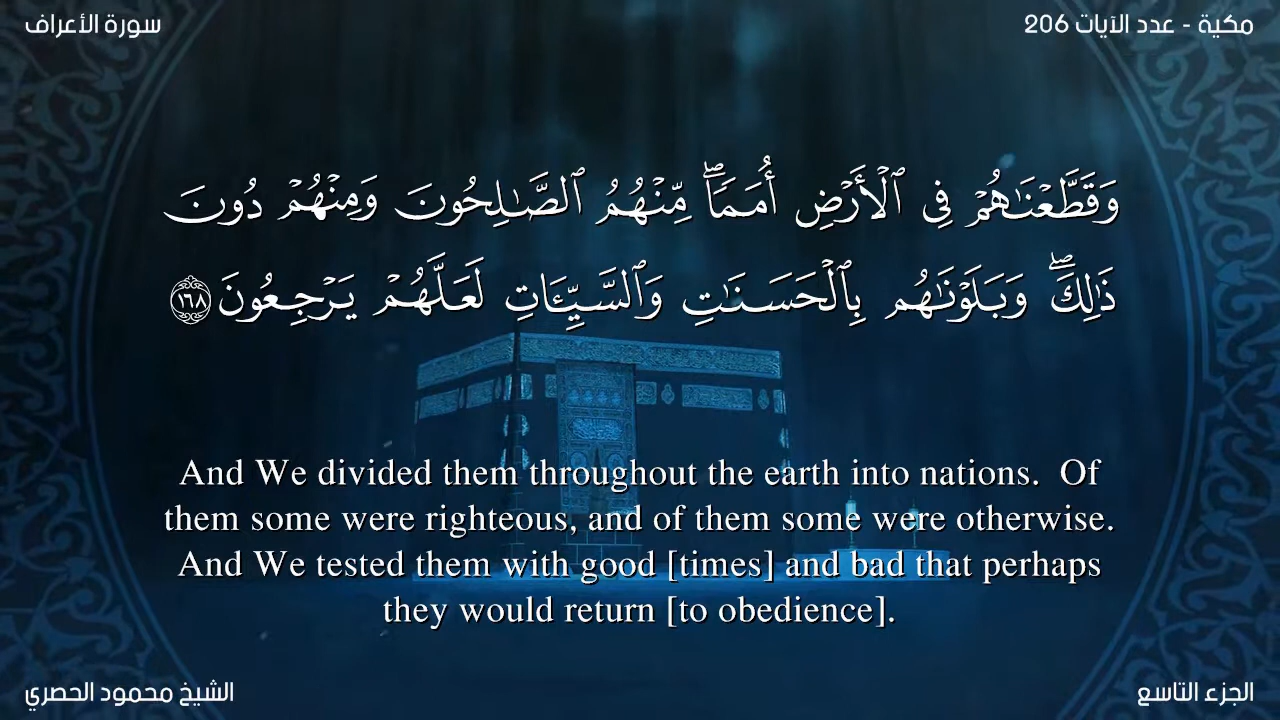 مكية - عدد الآيات 206
سورة الأعراف
وَقَطَّعْنَٰهُمْ فِى ٱلْأَرْضِ أُمَمًا ۖ مِّنْهُمُ ٱلصَّٰلِحُونَ وَمِنْهُمْ دُونَ
ذَٰلِكَ ۖ وَبَلَوْنَٰهُم بِٱلْحَسَنَٰتِ وَٱلسَّيِّـَٔاتِ لَعَلَّهُمْ يَرْجِعُونَ ١٦٨
And We divided them throughout the earth into nations. Of
them some were righteous, and of them some were otherwise.
And We tested them with good [times] and bad that perhaps
they would return [to obedience].
الجزء التاسع
الشيخ محمود الحصري